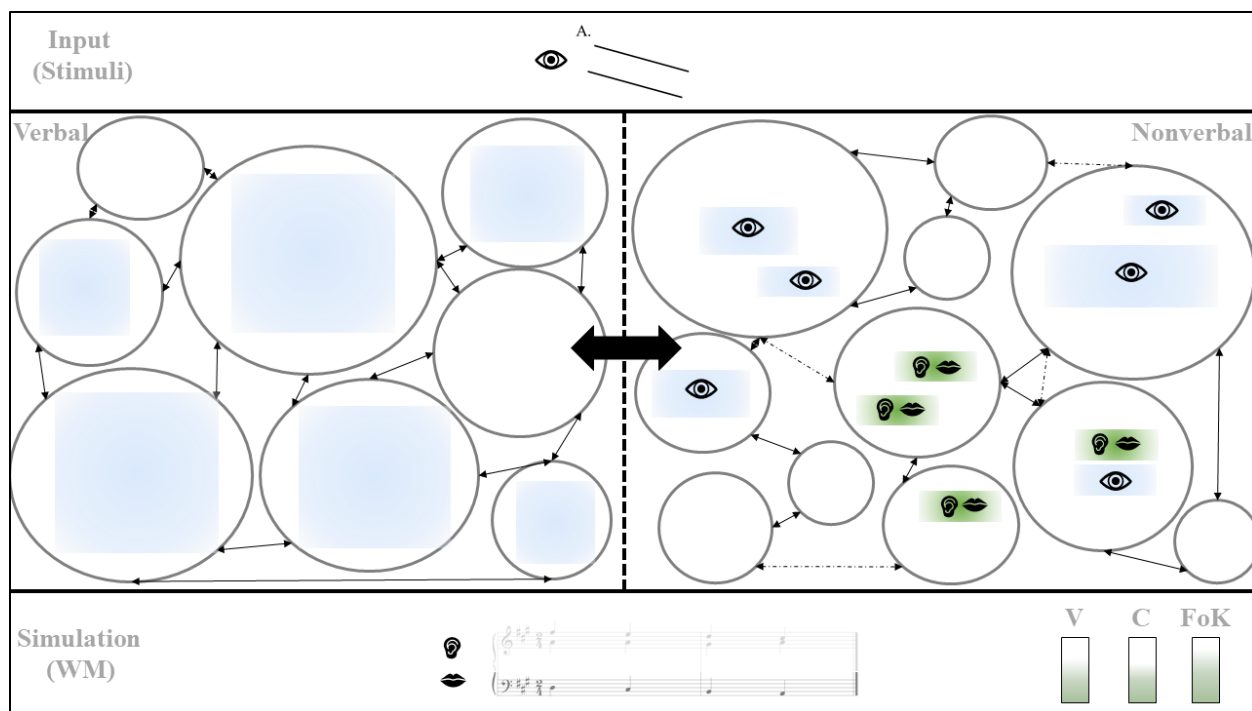 Input
(Stimuli)
A.
Verbal
Nonverbal
Simulation
(WM)
V
C
FoK